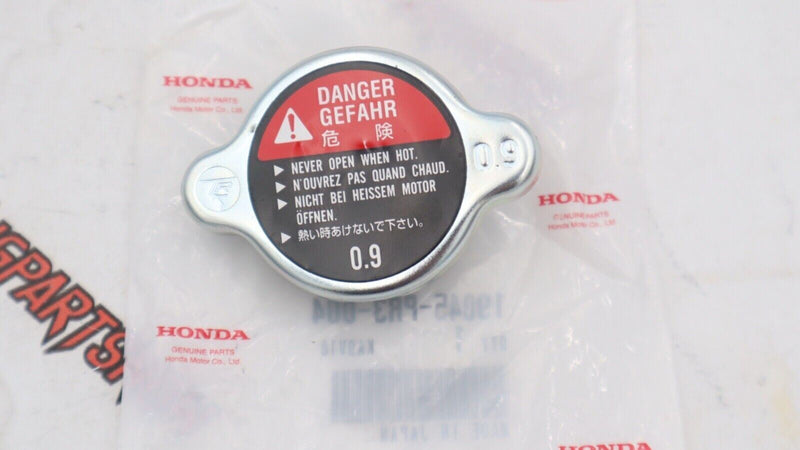 HONDA
GENUINE PARTS
Honda Motor Co., Ltd.
DANGER
GEFAHR
危 険
▶ NEVER OPEN WHEN HOT.
▶ N'OUVREZ PAS QUAND CHAUD.
▶ NICHT BEI HEISSEM MOTOR
ÖFFNEN.
▶ 熱い時あけないで下さい。
0.9
0.9
HONDA
GENUINE PARTS
Honda Motor Co., Ltd.
19045-PR3-004
MADE IN JAPAN
HONDA
GENUINE PARTS
Honda Motor Co., Ltd.
HONDA